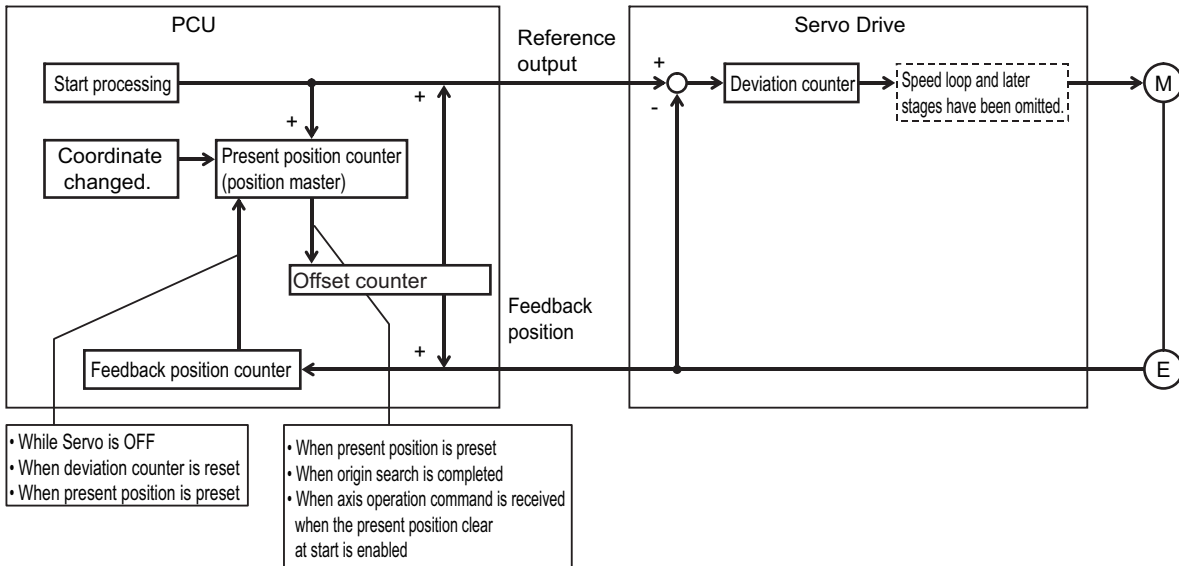 PCU
Servo Drive
Reference
output
Start processing
+
+
+
-
Deviation counter
Speed loop and later
stages have been omitted.
M
Coordinate
changed.
Present position counter
(position master)
Offset counter
Feedback
position
+
Feedback position counter
E
• While Servo is OFF
• When deviation counter is reset
• When present position is preset
• When present position is preset
• When origin search is completed
• When axis operation command is received
when the present position clear
at start is enabled